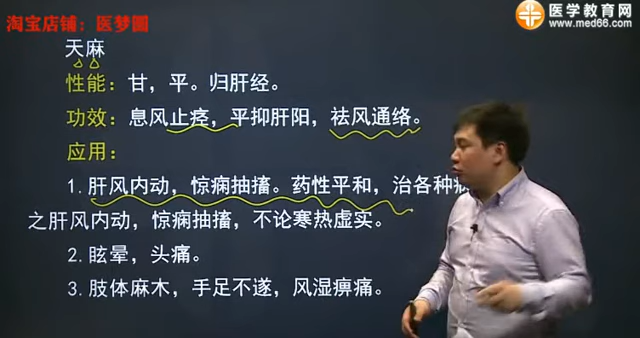 淘宝店铺：医梦圆
医学教育网
www.med66.com
天麻
性能：甘，平。归肝经。
功效：息风止痉，平抑肝阳，祛风通络。
应用：
1.肝风内动，惊痫抽搐。药性平和，治各种
之肝风内动，惊痫抽搐，不论寒热虚实。
2.眩晕，头痛。
3.肢体麻木，手足不遂，风湿痹痛。